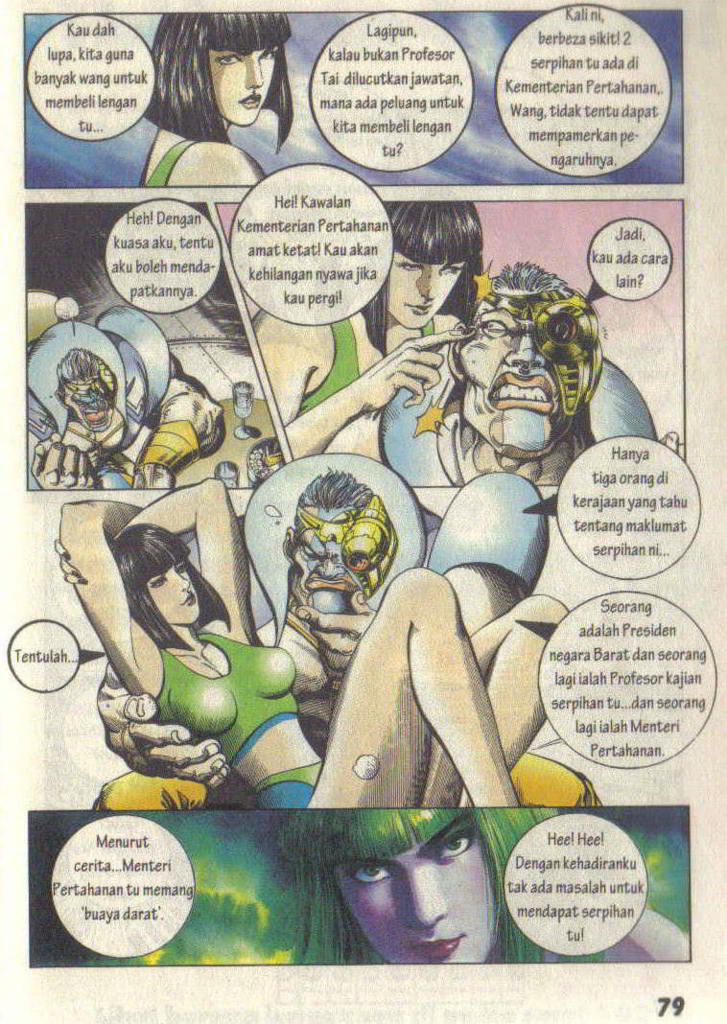 Kau dah
lupa, kita guna
banyak wang untuk
membeli lengan
tu...
Lagipun,
kalau bukan Profesor
Tai dilucutkan jawatan,
mana ada peluang untuk
kita membeli lengan
tu?
Kali ni,
berbeza sikit! 2
serpihan tu ada di
Kementerian Pertahanan,.
Wang, tidak tentu dapat
mempamerkan pe-
ngaruhnya.
Heh! Dengan
kuasa aku, tentu
aku boleh menda-
patkannya.
Hei! Kawalan
Kementerian Pertahanan
amat ketat! Kau akan
kehilangan nyawa jika
kau pergi!
Jadi,
kau ada cara
lain?
Hanya
tiga orang di
kerajaan yang tahu
tentang maklumat
serpihan ni...
Tentulah...
Seorang
adalah Presiden
negara Barat dan seorang
lagi ialah Profesor kajian
serpihan tu...dan seorang
lagi ialah Menteri
Pertahanan.
Menurut
cerita...Menteri
Pertahanan tu memang
'buaya darat'.
Hee! Hee!
Dengan kehadiranku
tak ada masalah untuk
mendapat serpihan
tu!
79